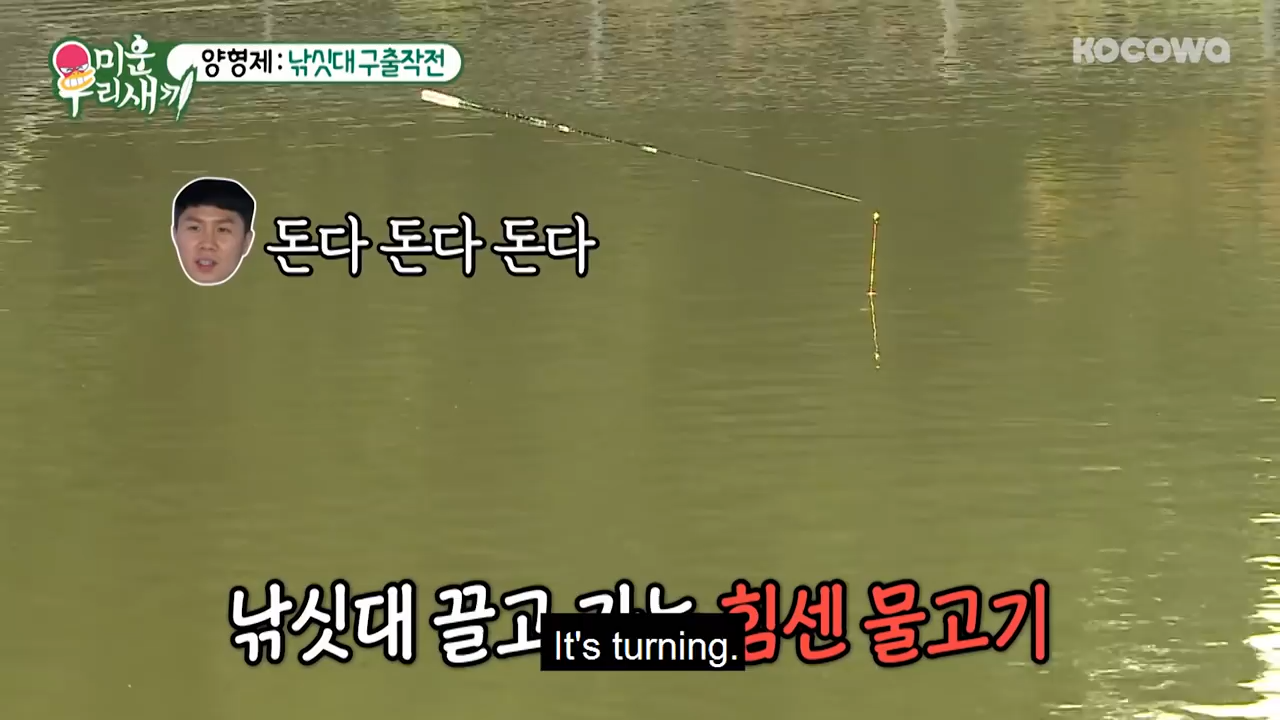 미운
우리새끼
양형제 : 낚싯대 구출작전
KOCOWA
돈다 돈다 돈다
낚싯대 끌고 힘센 물고기
It's turning.